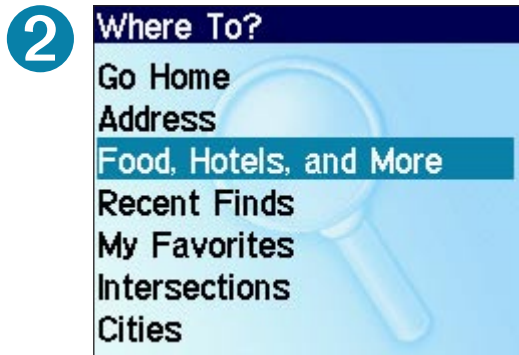 2
Where To?
Go Home
Address
Food, Hotels, and More
Recent Finds
My Favorites
Intersections
Cities